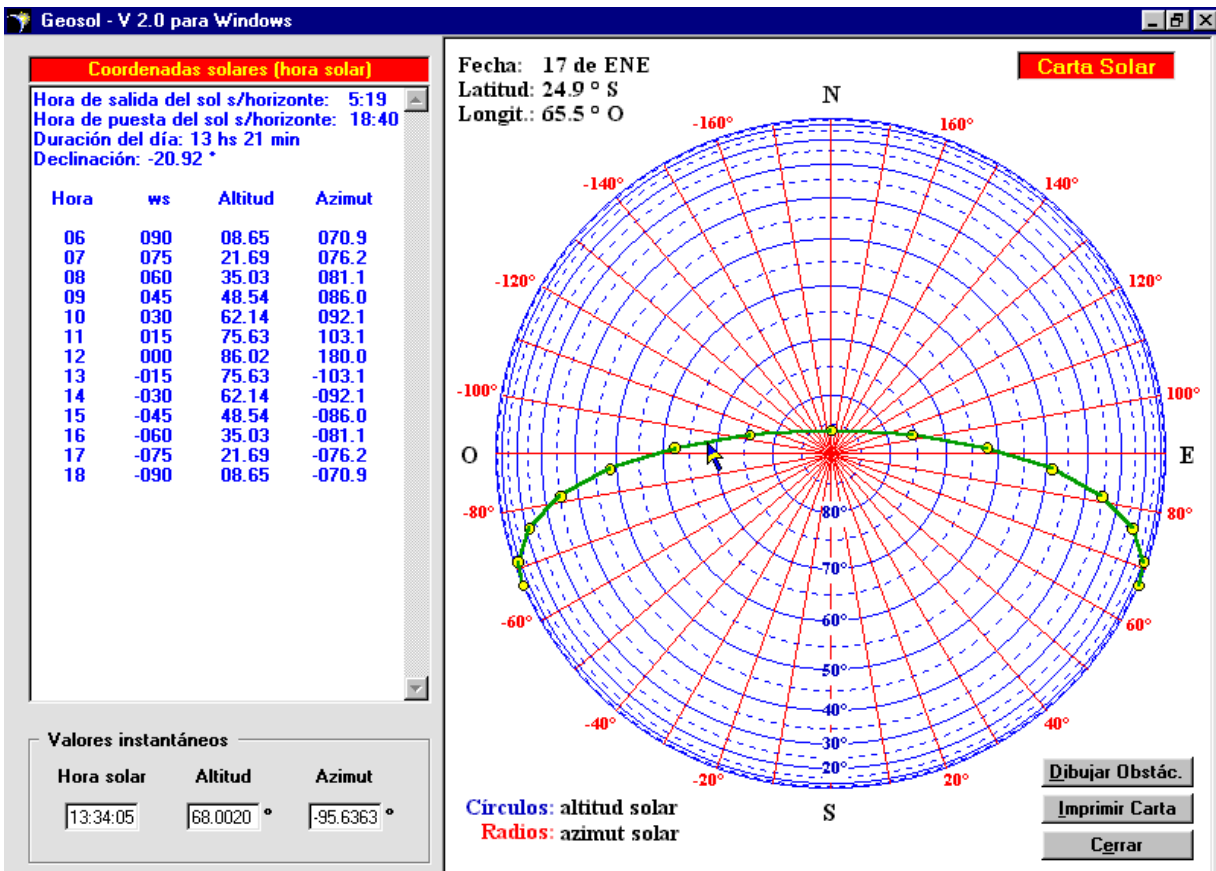 Geosol - V 2.0 para Windows
Coordenadas solares (hora solar)
Hora de salida del sol s/horizonte: 5:19
Hora de puesta del sol s/horizonte: 18:40
Duración del día: 13 hs 21 min
Declinación: -20.92 °
Hora ws Altitud Azimut
06 090 08.65 070.9
07 075 21.69 076.2
08 060 35.03 081.1
09 045 48.54 086.0
10 030 62.14 092.1
11 015 75.63 103.1
12 000 86.02 180.0
13 -015 75.63 -103.1
14 -030 62.14 -092.1
15 -045 48.54 -086.0
16 -060 35.03 -081.1
17 -075 21.69 -076.2
18 -090 08.65 -070.9
Valores instantáneos
Hora solar Altitud Azimut
13:34:05 68.0020 ° -95.6363 °
Fecha: 17 de ENE
Latitud: 24.9 ° S
Longit.: 65.5 ° O
Carta Solar
N
-160° 160°
-140° 140°
-120° 120°
-100° 100°
O E
-80° 80°
80°
70°
-60° 60°
60°
50°
40°
-40° 40°
30°
20°
-20° 20°
S
Círculos: altitud solar
Radios: azimut solar
Dibujar Obstác.
Imprimir Carta
Cerrar